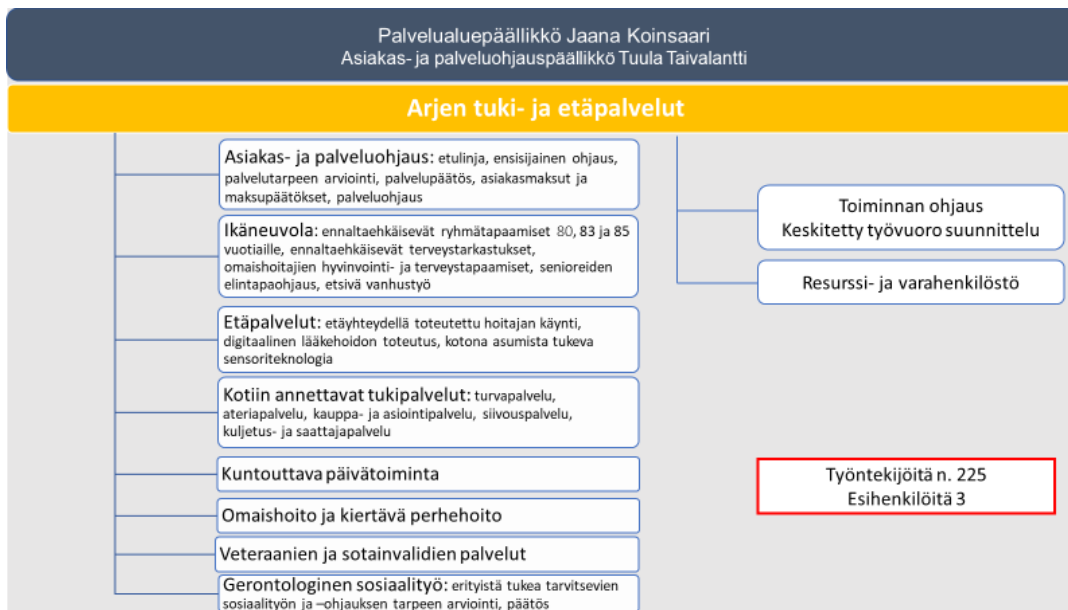 Palvelualuepäällikkö Jaana Koinsaari
Asiakas- ja palveluohjauspäällikkö Tuula Taivalantti
Arjen tuki- ja etäpalvelut
Asiakas- ja palveluohjaus: etulinja, ensisijainen ohjaus,
palvelutarpeen arviointi, palvelupäätös, asiakasmaksut ja
maksupäätökset, palveluohjaus
Ikäneuvola: ennaltaehkäisevät ryhmätapaamiset 80, 83 ja 85
vuotiaille, ennaltaehkäisevät terveystarkastukset,
omaishoitajien hyvinvointi- ja terveystapaamiset, senioreiden
elintapaohjaus, etsivä vanhustyö
Etäpalvelut: etäyhteydellä toteutettu hoitajan käynti,
digitaalinen lääkehoidon toteutus, kotona asumista tukeva
sensoriteknologia
Kotiin annettavat tukipalvelut: turvapalvelu,
ateriapalvelu, kauppa- ja asiointipalvelu, siivouspalvelu,
kuljetus- ja saattajapalvelu
Kuntouttava päivätoiminta
Omaishoito ja kiertävä perhehoito
Veteraanien ja sotainvalidien palvelut
Gerontologinen sosiaalityö: erityistä tukea tarvitsevien
sosiaalityön ja –ohjauksen tarpeen arviointi, päätös
Toiminnan ohjaus
Keskitetty työvuoro suunnittelu
Resurssi- ja varahenkilöstö
Työntekijöitä n. 225
Esihenkilöitä 3